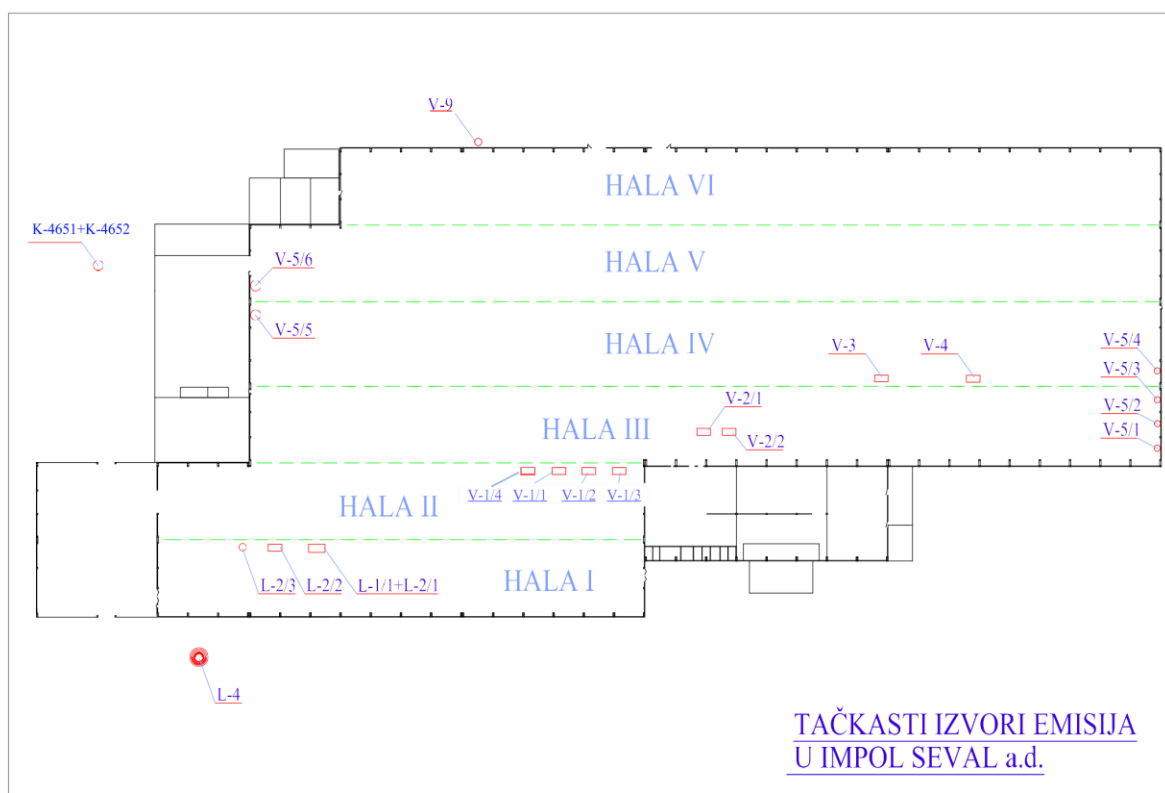 V-9
HALA VI
K-4651+K-4652
V-5/6
HALA V
V-5/5
HALA IV
V-3
V-4
V-5/4
V-5/3
V-2/1
V-5/2
HALA III
V-2/2
V-5/1
V-1/4
V-1/1
V-1/2
V-1/3
HALA II
L-2/3
L-2/2
L-1/1+L-2/1
HALA I
L-4
TAČKASTI IZVORI EMISIJA
U IMPOL SEVAL a.d.